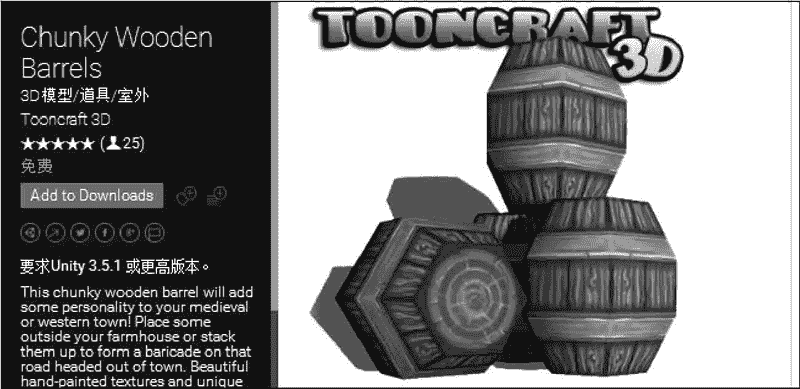 Chunky Wooden
Barrels
3D模型/道具/室外
Tooncraft 3D
★★★★★ (25)
免费
Add to Downloads
要求Unity 3.5.1 或更高版本。
This chunky wooden barrel will add
some personality to your medieval
or western town! Place some
outside your farmhouse or stack
them up to form a baricade on that
road headed out of town. Beautiful
hand-painted textures and unique
TOONCRAFT
3D